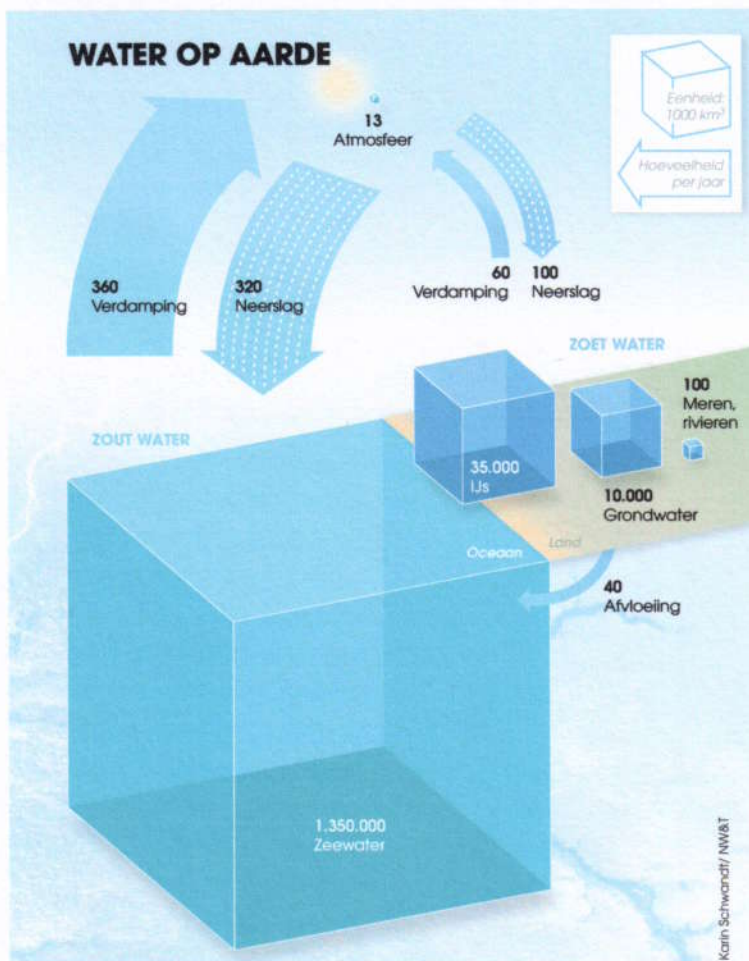 WATER OP AARDE
Eenheid:
1000 km³
Hoeveelheid
per jaar
13
Atmosfeer
360
Verdamping
320
Neerslag
60
Verdamping
100
Neerslag
ZOET WATER
100
Meren,
rivieren
ZOUT WATER
35.000
IJs
10.000
Grondwater
Oceaan
Land
40
Afvloeiing
1.350.000
Zeewater
Karin Schwandt/ NW&T